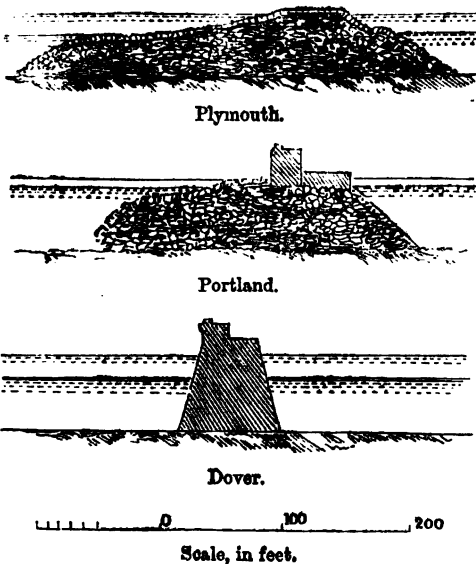 Plymouth.
Portland.
Dover.
0 100 200
Scale, in feet.